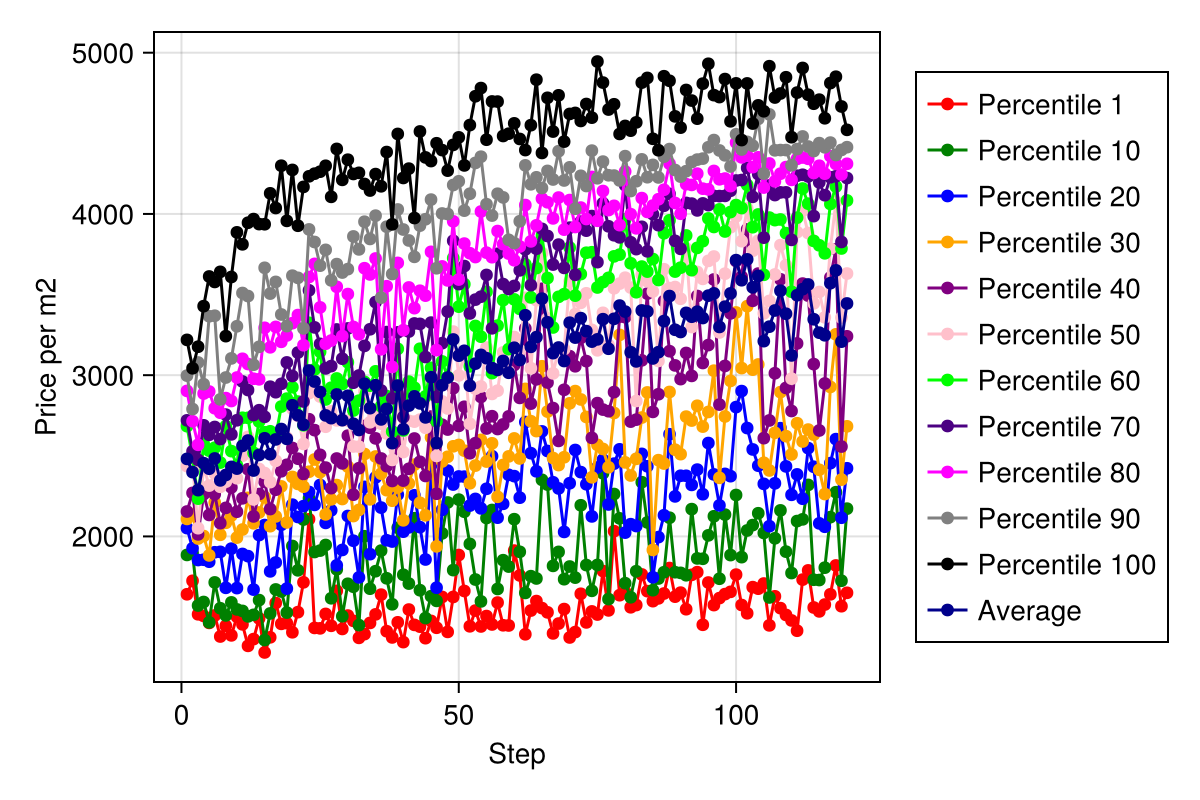 5000
4000
3000
2000
Price per m2
0
50
100
Step
Percentile 1
Percentile 10
Percentile 20
Percentile 30
Percentile 40
Percentile 50
Percentile 60
Percentile 70
Percentile 80
Percentile 90
Percentile 100
Average